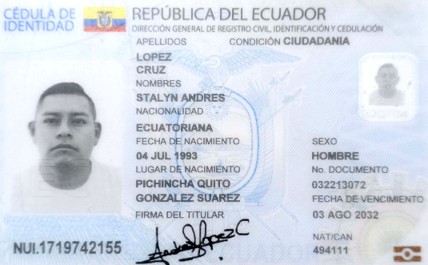 CÉDULA DE
IDENTIDAD
REPÚBLICA DEL ECUADOR
DIRECCIÓN GENERAL DE REGISTRO CIVIL, IDENTIFICACIÓN Y CEDULACIÓN
APELLIDOS CONDICIÓN CIUDADANIA
LOPEZ
CRUZ
NOMBRES
STALYN ANDRES
NACIONALIDAD
ECUATORIANA
FECHA DE NACIMIENTO SEXO
04 JUL 1993 HOMBRE
LUGAR DE NACIMIENTO No. DOCUMENTO
PICHINCHA QUITO 032213072
GONZALEZ SUAREZ FECHA DE VENCIMIENTO
FIRMA DEL TITULAR 03 AGO 2032
Andres Lopez C
NAT/CAN
NUI.1719742155 494111